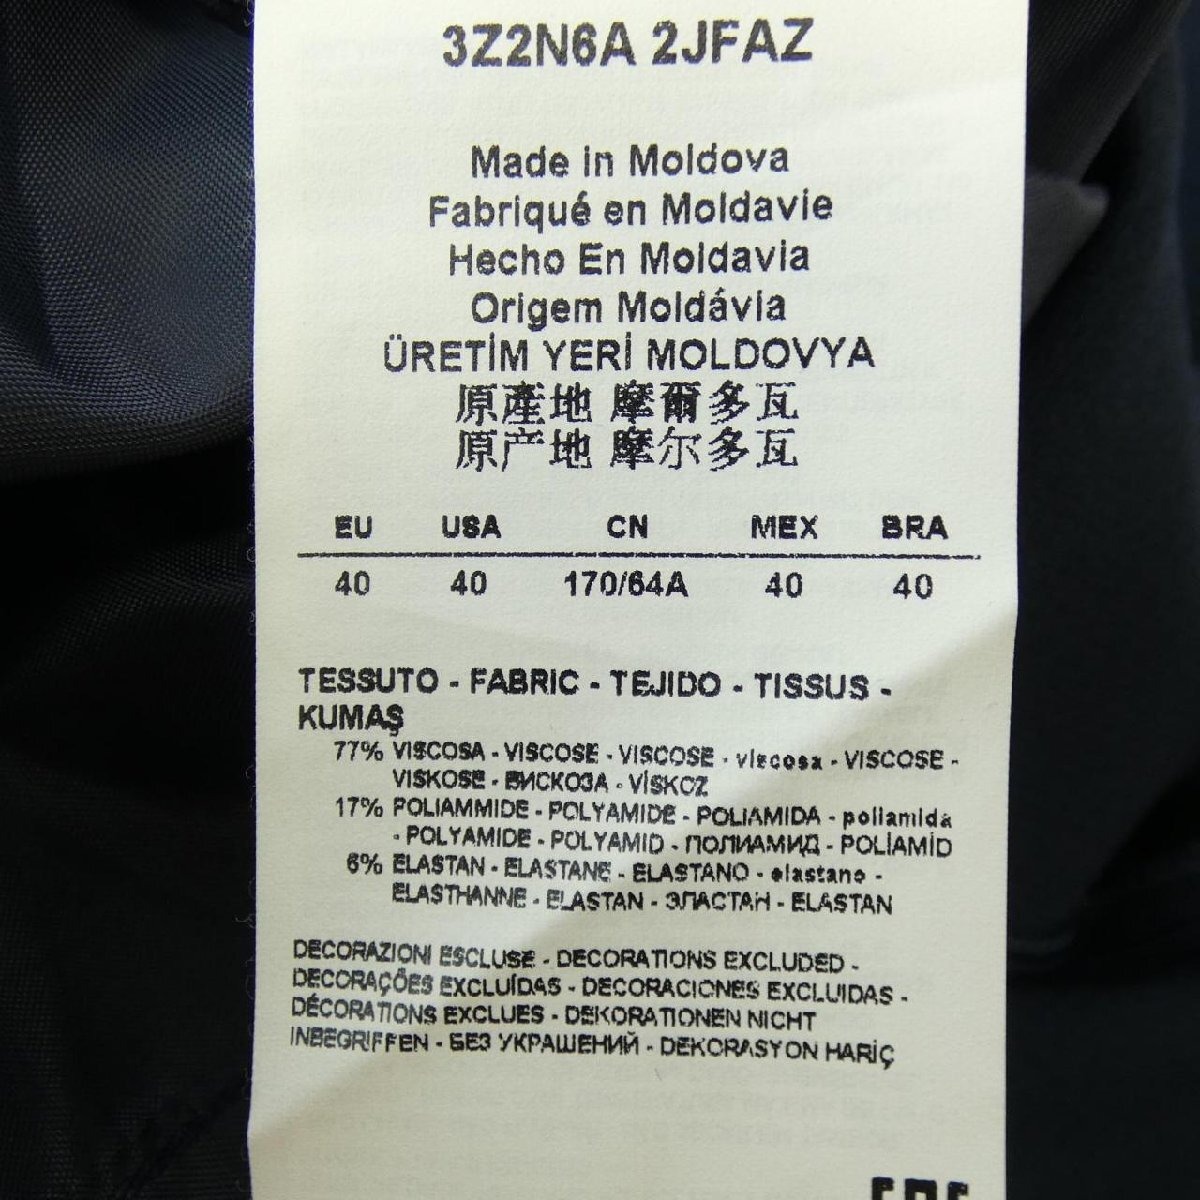 3Z2N6A 2JFAZ
Made in Moldova
Fabriqué en Moldavie
Hecho En Moldavia
Origem Moldávia
ÜRETİM YERİ MOLDOVYA
原產地 摩爾多瓦
原产地 摩尔多瓦
EU USA CN MEX BRA
40 40 170/64A 40 40
TESSUTO - FABRIC - TEJIDO - TISSUS -
KUMAŞ
77% VISCOSA - VISCOSE - VISCOSE - viscosa - VISCOSE -
VISKOSE - ВИСКОЗА - VİSKOZ
17% POLIAMMIDE - POLYAMIDE - POLIAMIDA - poliamida
- POLYAMIDE - POLYAMID - ПОЛИАМИД - POLİAMİD
6% ELASTAN - ELASTANE - ELASTANO - elastano -
ELASTHANNE - ELASTAN - ЭЛАСТАН - ELASTAN
DECORAZIONI ESCLUSE - DECORATIONS EXCLUDED -
DECORAÇÕES EXCLUÍDAS - DECORACIONES EXCLUIDAS -
DÉCORATIONS EXCLUES - DEKORATIONEN NICHT
INBEGRIFFEN - БЕЗ УКРАШЕНИЙ - DEKORASYON HARİÇ